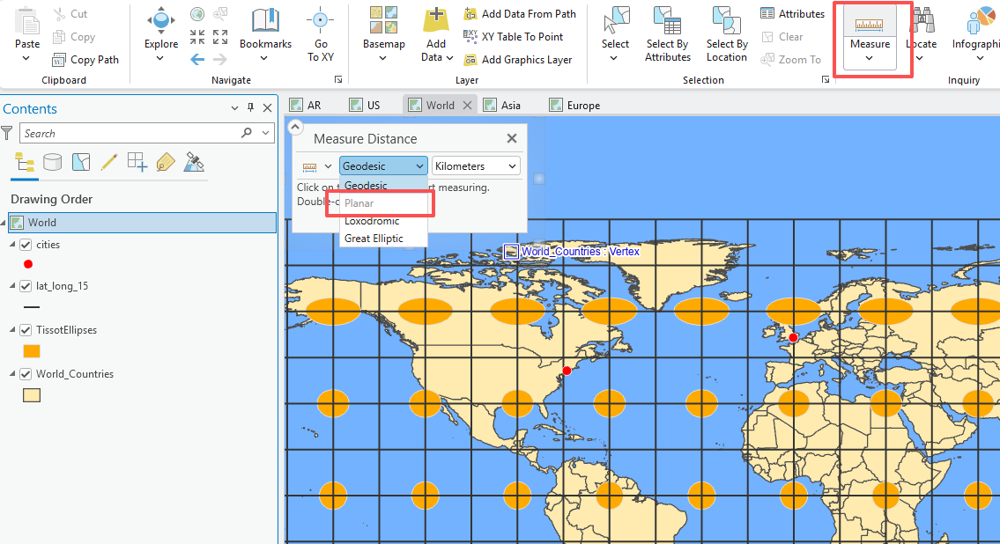 Paste
Cut
Copy
Copy Path
Clipboard
Explore
Bookmarks
Go
To XY
Navigate
Basemap
Add
Data
Add Data From Path
XY Table To Point
Add Graphics Layer
Layer
Select
Select By
Attributes
Select By
Location
Attributes
Clear
Zoom To
Selection
Measure
Locate
Infographi
Inquiry
Contents
Search
Drawing Order
World
cities
lat_long_15
TissotEllipses
World_Countries
AR
US
World
Asia
Europe
Measure Distance
Geodesic
Kilometers
Click on t
rt measuring.
Double-c
Geodesic
Planar
Loxodromic
Great Elliptic
World_Countries : Vertex